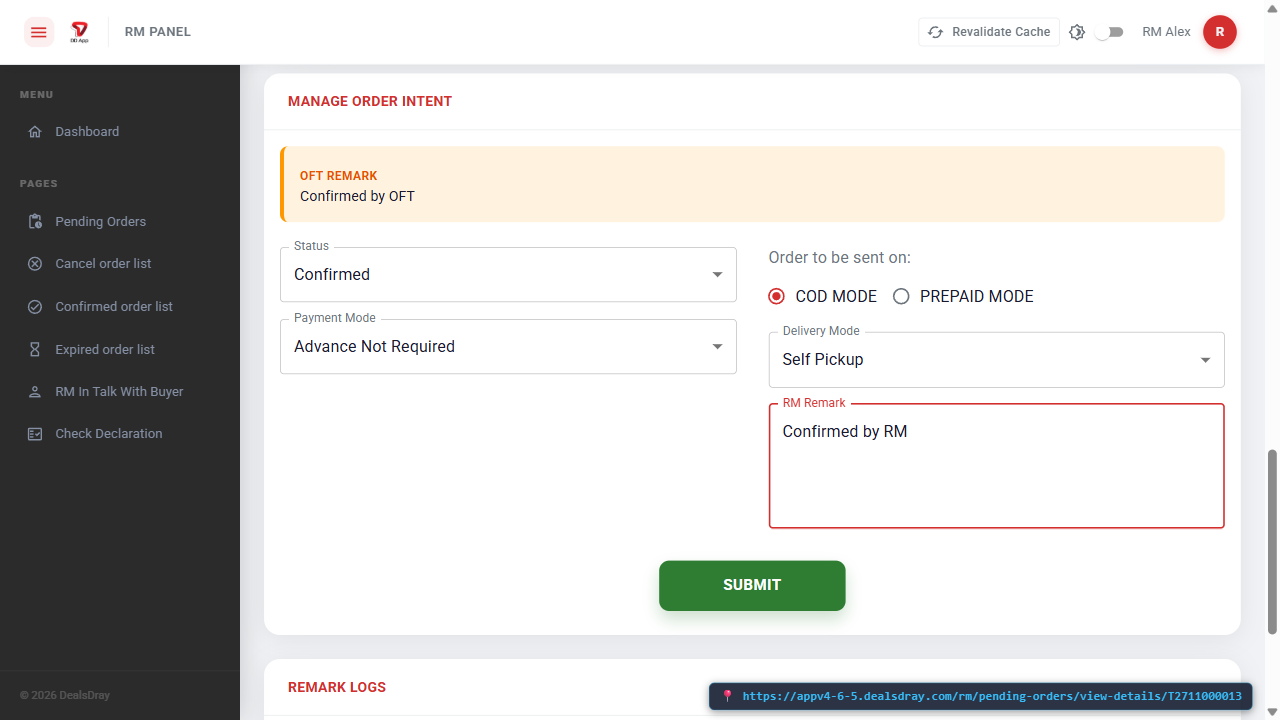 DD App
RM PANEL
Revalidate Cache
RM Alex
R
MENU
Dashboard
PAGES
Pending Orders
Cancel order list
Confirmed order list
Expired order list
RM In Talk With Buyer
Check Declaration
© 2026 DealsDray
MANAGE ORDER INTENT
OFT REMARK
Confirmed by OFT
Status
Confirmed
Payment Mode
Advance Not Required
Order to be sent on:
COD MODE
PREPAID MODE
Delivery Mode
Self Pickup
RM Remark
Confirmed by RM
SUBMIT
REMARK LOGS
https://appv4-6-5.dealsdray.com/rm/pending-orders/view-details/T2711000013